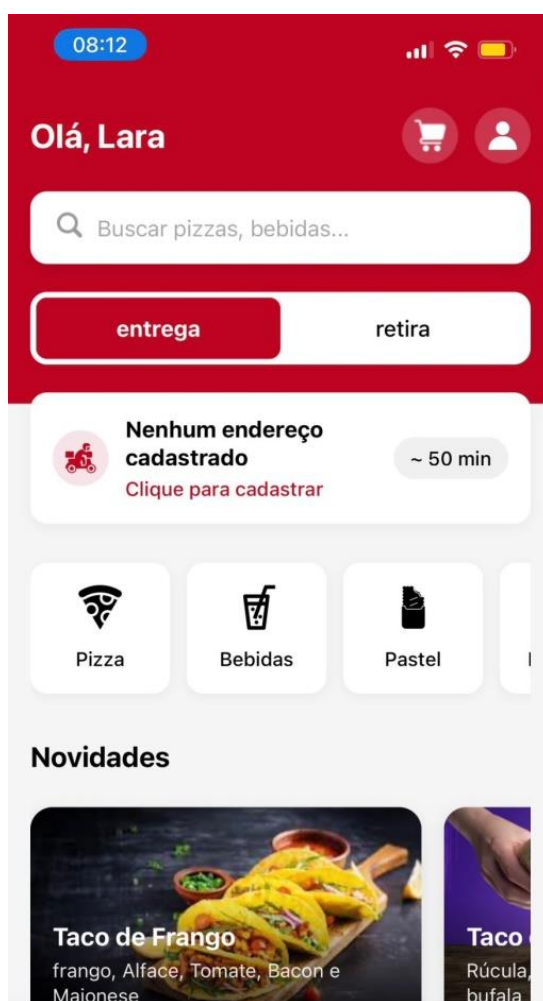 08:12
Olá, Lara
Buscar pizzas, bebidas...
entrega
retira
Nenhum endereço
cadastrado
Clique para cadastrar
~ 50 min
Pizza
Bebidas
Pastel
Novidades
Taco de Frango
frango, Alface, Tomate, Bacon e
Maionese
Taco
Rúcula,
bufala